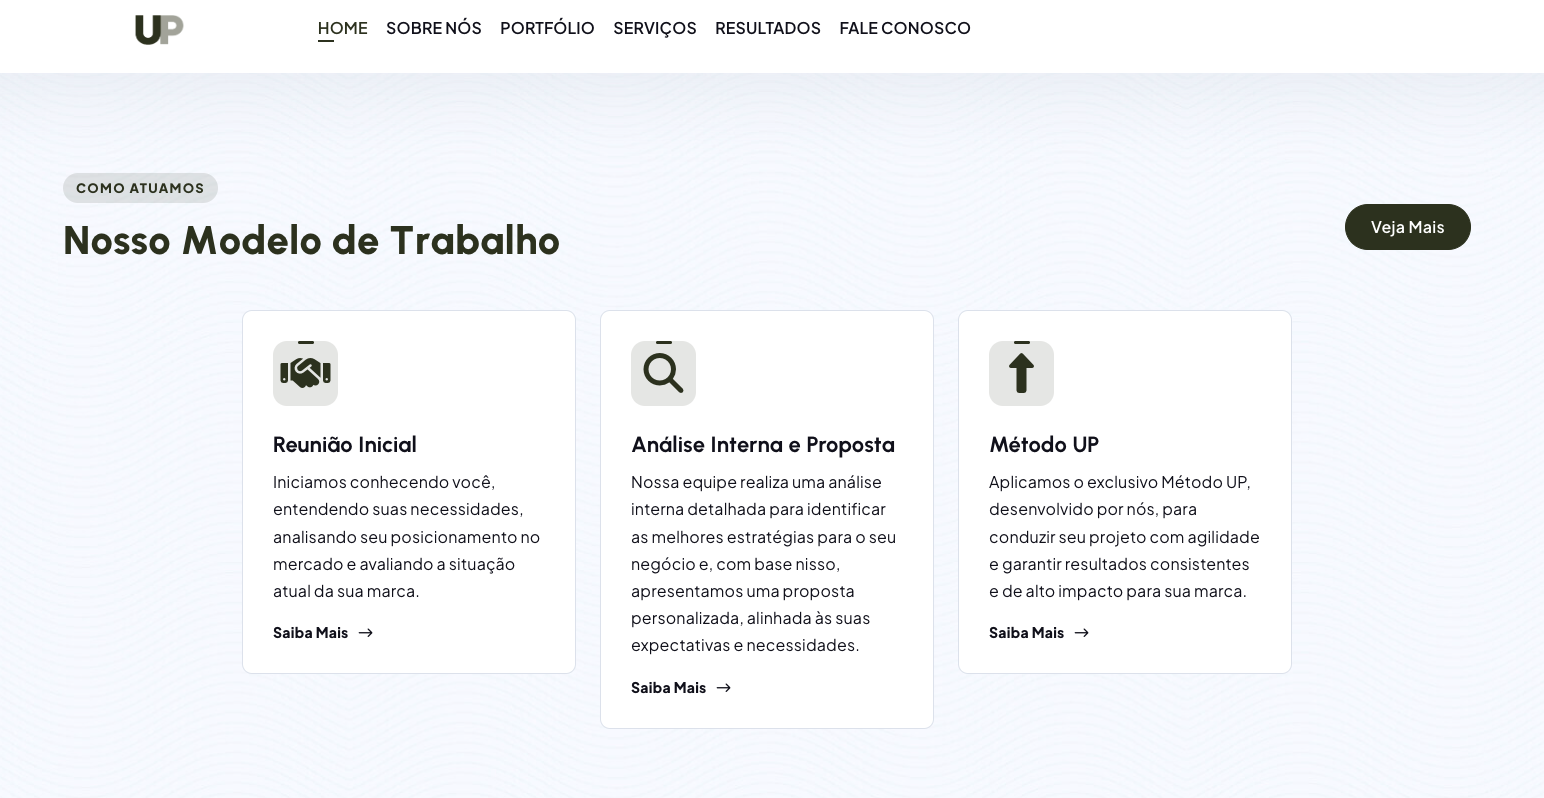 UP
HOME SOBRE NÓS PORTFÓLIO SERVIÇOS RESULTADOS FALE CONOSCO
COMO ATUAMOS
Nosso Modelo de Trabalho
Veja Mais
Reunião Inicial
Iniciamos conhecendo você,
entendendo suas necessidades,
analisando seu posicionamento no
mercado e avaliando a situação
atual da sua marca.
Saiba Mais →
Análise Interna e Proposta
Nossa equipe realiza uma análise
interna detalhada para identificar
as melhores estratégias para o seu
negócio e, com base nisso,
apresentamos uma proposta
personalizada, alinhada às suas
expectativas e necessidades.
Saiba Mais →
Método UP
Aplicamos o exclusivo Método UP,
desenvolvido por nós, para
conduzir seu projeto com agilidade
e garantir resultados consistentes
e de alto impacto para sua marca.
Saiba Mais →